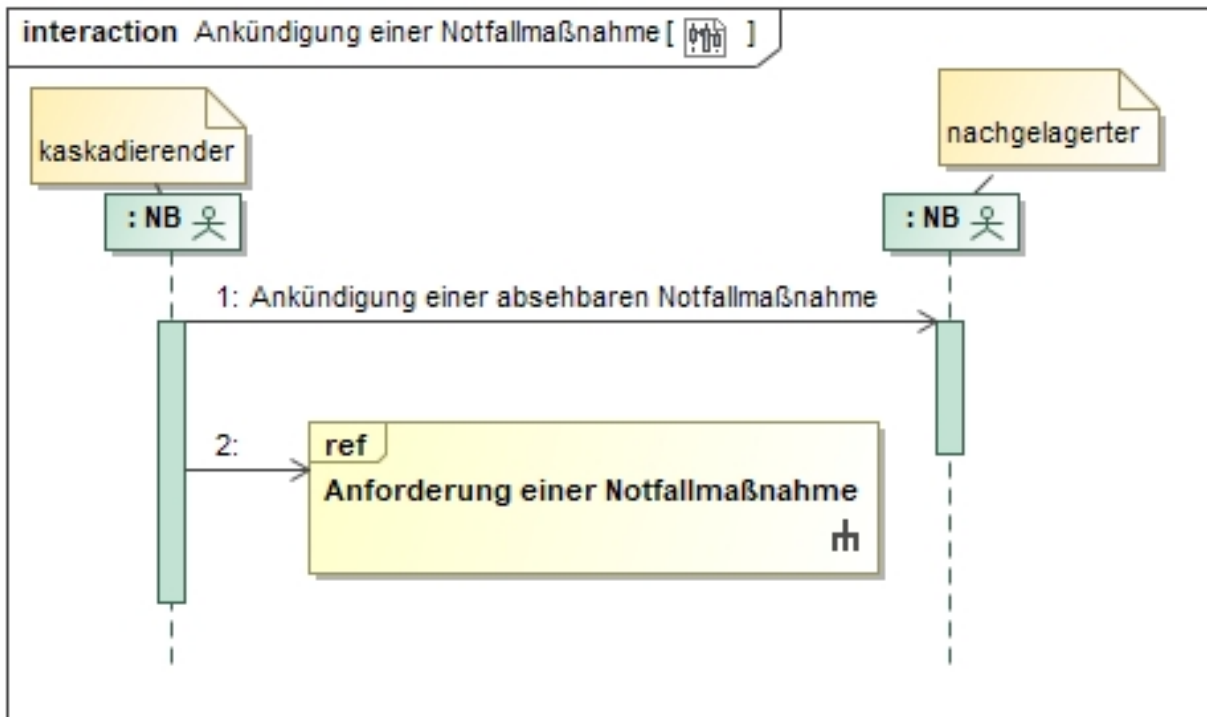 interaction Ankündigung einer Notfallmaßnahme [ ]
kaskadierender
nachgelagerter
: NB
: NB
1: Ankündigung einer absehbaren Notfallmaßnahme
2:
ref
Anforderung einer Notfallmaßnahme